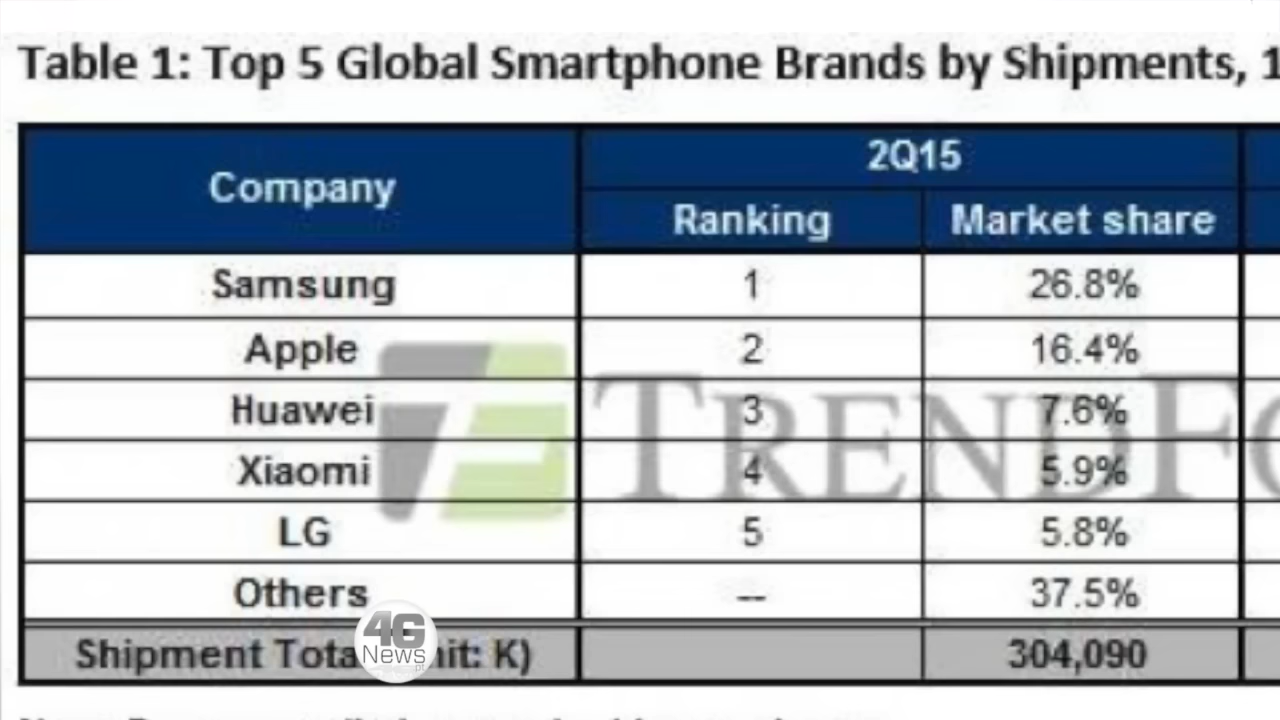 Table 1: Top 5 Global Smartphone Brands by Shipments, 1
Company
2Q15
Ranking Market share
Samsung 1 26.8%
Apple 2 16.4%
Huawei 3 7.6%
Xiaomi 4 5.9%
LG 5 5.8%
Others -- 37.5%
Shipment Tota nit: K) 304,090
TRENDFO
4G
News
pt